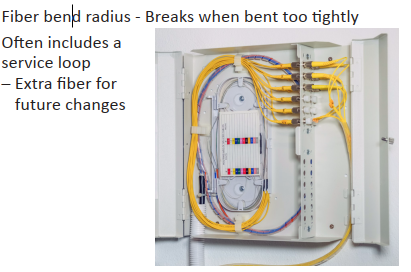 Fiber bend radius - Breaks when bent too tightly
Often includes a
service loop
– Extra fiber for
future changes